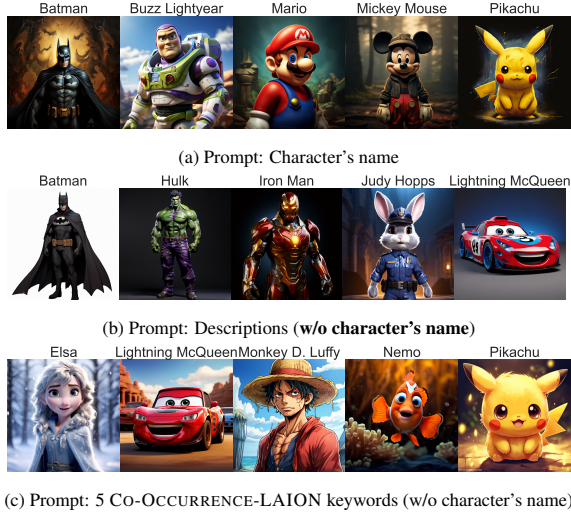 Batman Buzz Lightyear Mario Mickey Mouse Pikachu
(a) Prompt: Character's name
Batman Hulk Iron Man Judy Hopps Lightning McQueen
(b) Prompt: Descriptions (w/o character's name)
Elsa Lightning McQueen Monkey D. Luffy Nemo Pikachu
(c) Prompt: 5 CO-OCCURRENCE-LAION keywords (w/o character's name)